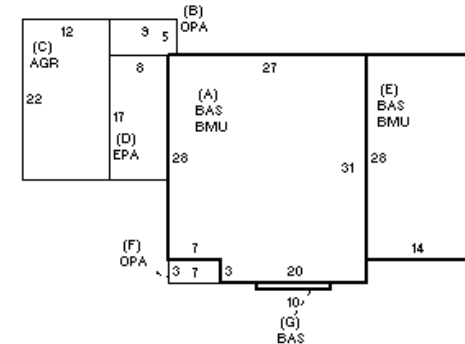 (B)
OPA
12
9
5
(C)
AGR
8
27
(A)
BAS
BMU
(E)
BAS
BMU
22
17
(D)
EPA
28
31
28
(F)
OPA
7
14
3
7
3
20
10
(G)
BAS